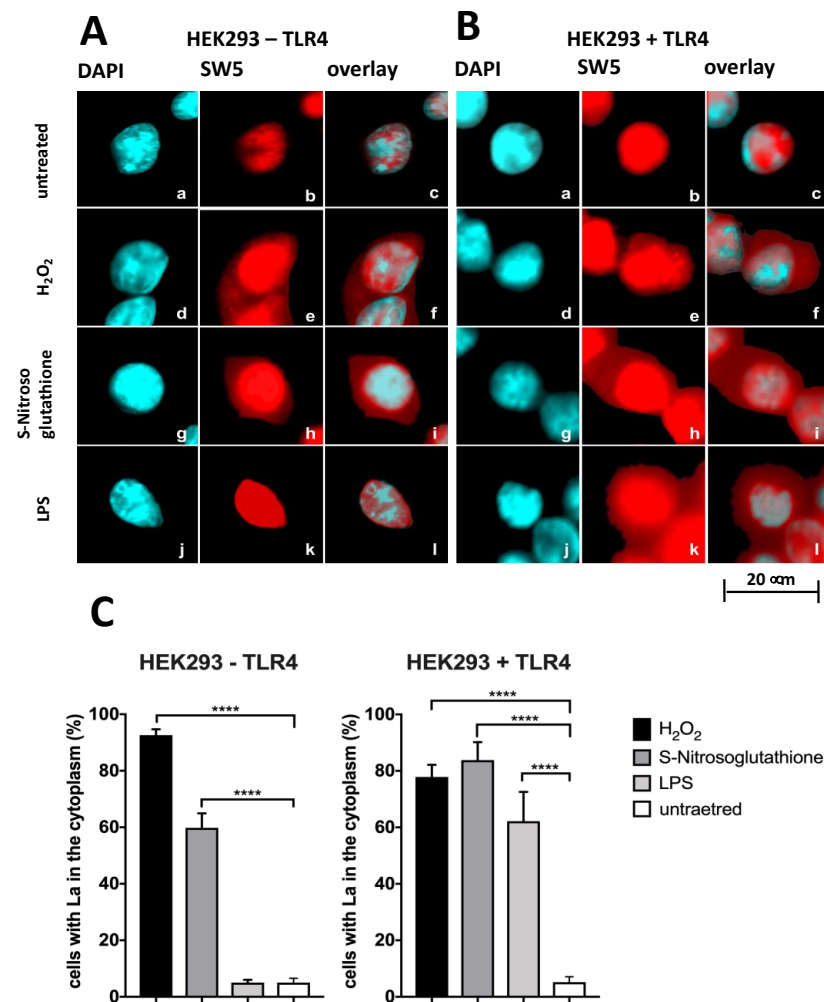 A
HEK293 – TLR4
DAPI SW5 overlay
B
HEK293 + TLR4
DAPI SW5 overlay
untreated
a b c
a b c
H2O2
d e f
d e f
S-Nitroso
glutathione
g h i
g h i
LPS
j k l
j k l
20 ∝m
C
HEK293 - TLR4
cells with La in the cytoplasm (%)
100
80
60
40
20
0
****
****
HEK293 + TLR4
cells with La in the cytoplasm (%)
100
80
60
40
20
0
****
****
****
H2O2
S-Nitrosoglutathione
LPS
untraetred